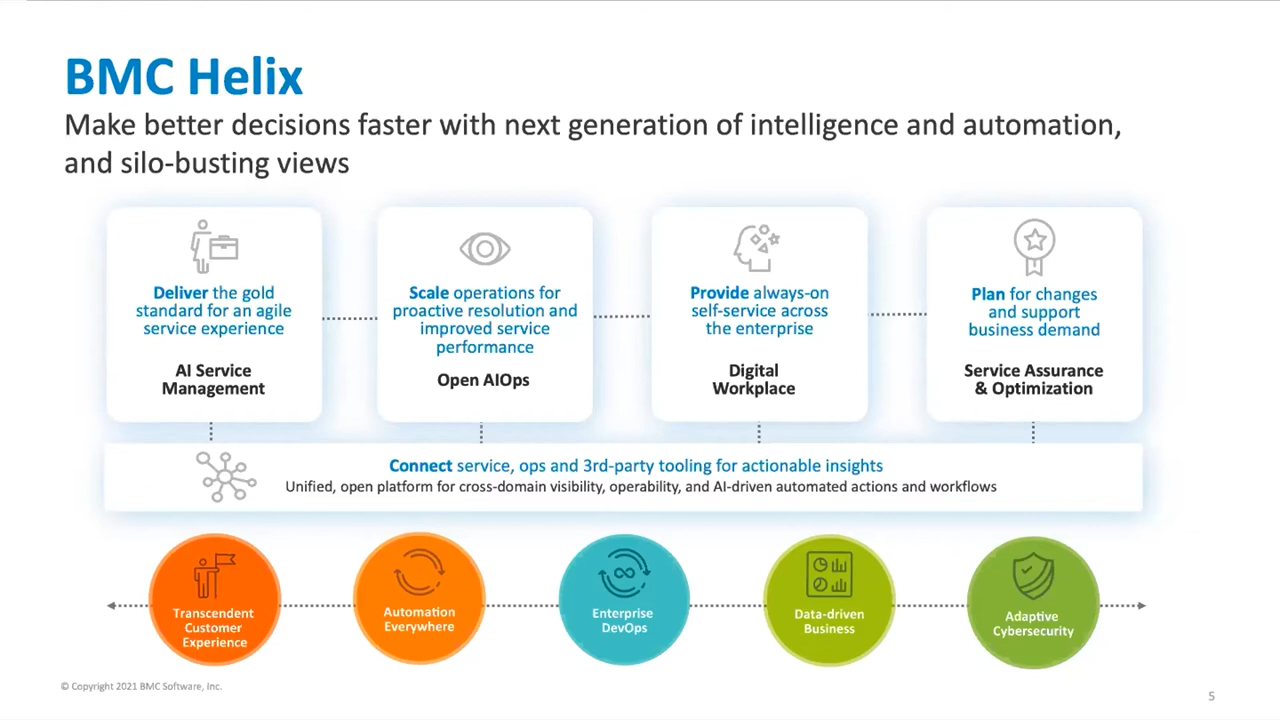 BMC Helix
Make better decisions faster with next generation of intelligence and automation,
and silo-busting views
Deliver the gold
standard for an agile
service experience
AI Service
Management
Scale operations for
proactive resolution and
improved service
performance
Open AIOps
Provide always-on
self-service across
the enterprise
Digital
Workplace
Plan for changes
and support
business demand
Service Assurance
& Optimization
Connect service, ops and 3rd-party tooling for actionable insights
Unified, open platform for cross-domain visibility, operability, and AI-driven automated actions and workflows
Transcendent
Customer
Experience
Automation
Everywhere
Enterprise
DevOps
Data-driven
Business
Adaptive
Cybersecurity
© Copyright 2021 BMC Software, Inc.
5